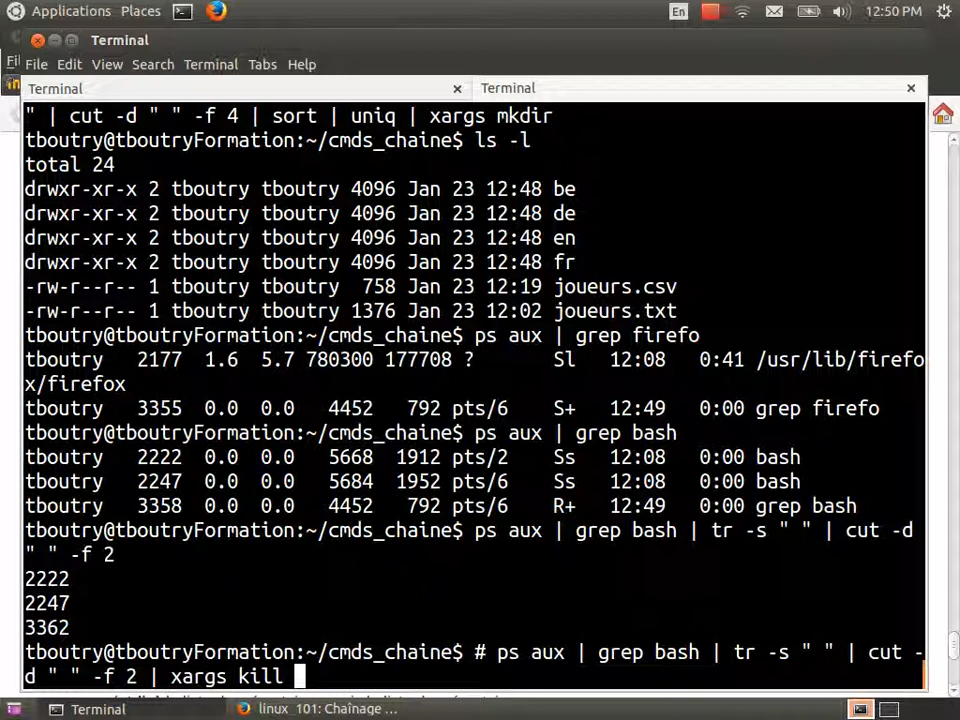 Applications Places En 12:50 PM
Terminal
File Edit View Search Terminal Tabs Help
Terminal × Terminal ×
" | cut -d " " -f 4 | sort | uniq | xargs mkdir
tboutry@tboutryFormation:~/cmds_chaine$ ls -l
total 24
drwxr-xr-x 2 tboutry tboutry 4096 Jan 23 12:48 be
drwxr-xr-x 2 tboutry tboutry 4096 Jan 23 12:48 de
drwxr-xr-x 2 tboutry tboutry 4096 Jan 23 12:48 en
drwxr-xr-x 2 tboutry tboutry 4096 Jan 23 12:48 fr
-rw-r--r-- 1 tboutry tboutry  758 Jan 23 12:19 joueurs.csv
-rw-r--r-- 1 tboutry tboutry 1376 Jan 23 12:02 joueurs.txt
tboutry@tboutryFormation:~/cmds_chaine$ ps aux | grep firefo
tboutry   2177  1.6  5.7 780300 177708 ?       Sl   12:08   0:41 /usr/lib/firefo
x/firefox
tboutry   3355  0.0  0.0   4452   792 pts/6    S+   12:49   0:00 grep firefo
tboutry@tboutryFormation:~/cmds_chaine$ ps aux | grep bash
tboutry   2222  0.0  0.0   5668  1912 pts/2    Ss   12:08   0:00 bash
tboutry   2247  0.0  0.0   5684  1952 pts/6    Ss   12:08   0:00 bash
tboutry   3358  0.0  0.0   4452   792 pts/6    R+   12:49   0:00 grep bash
tboutry@tboutryFormation:~/cmds_chaine$ ps aux | grep bash | tr -s " " | cut -d
" " -f 2
2222
2247
3362
tboutry@tboutryFormation:~/cmds_chaine$ # ps aux | grep bash | tr -s " " | cut -
d " " -f 2 | xargs kill
Terminal linux_101: Chaînage ...